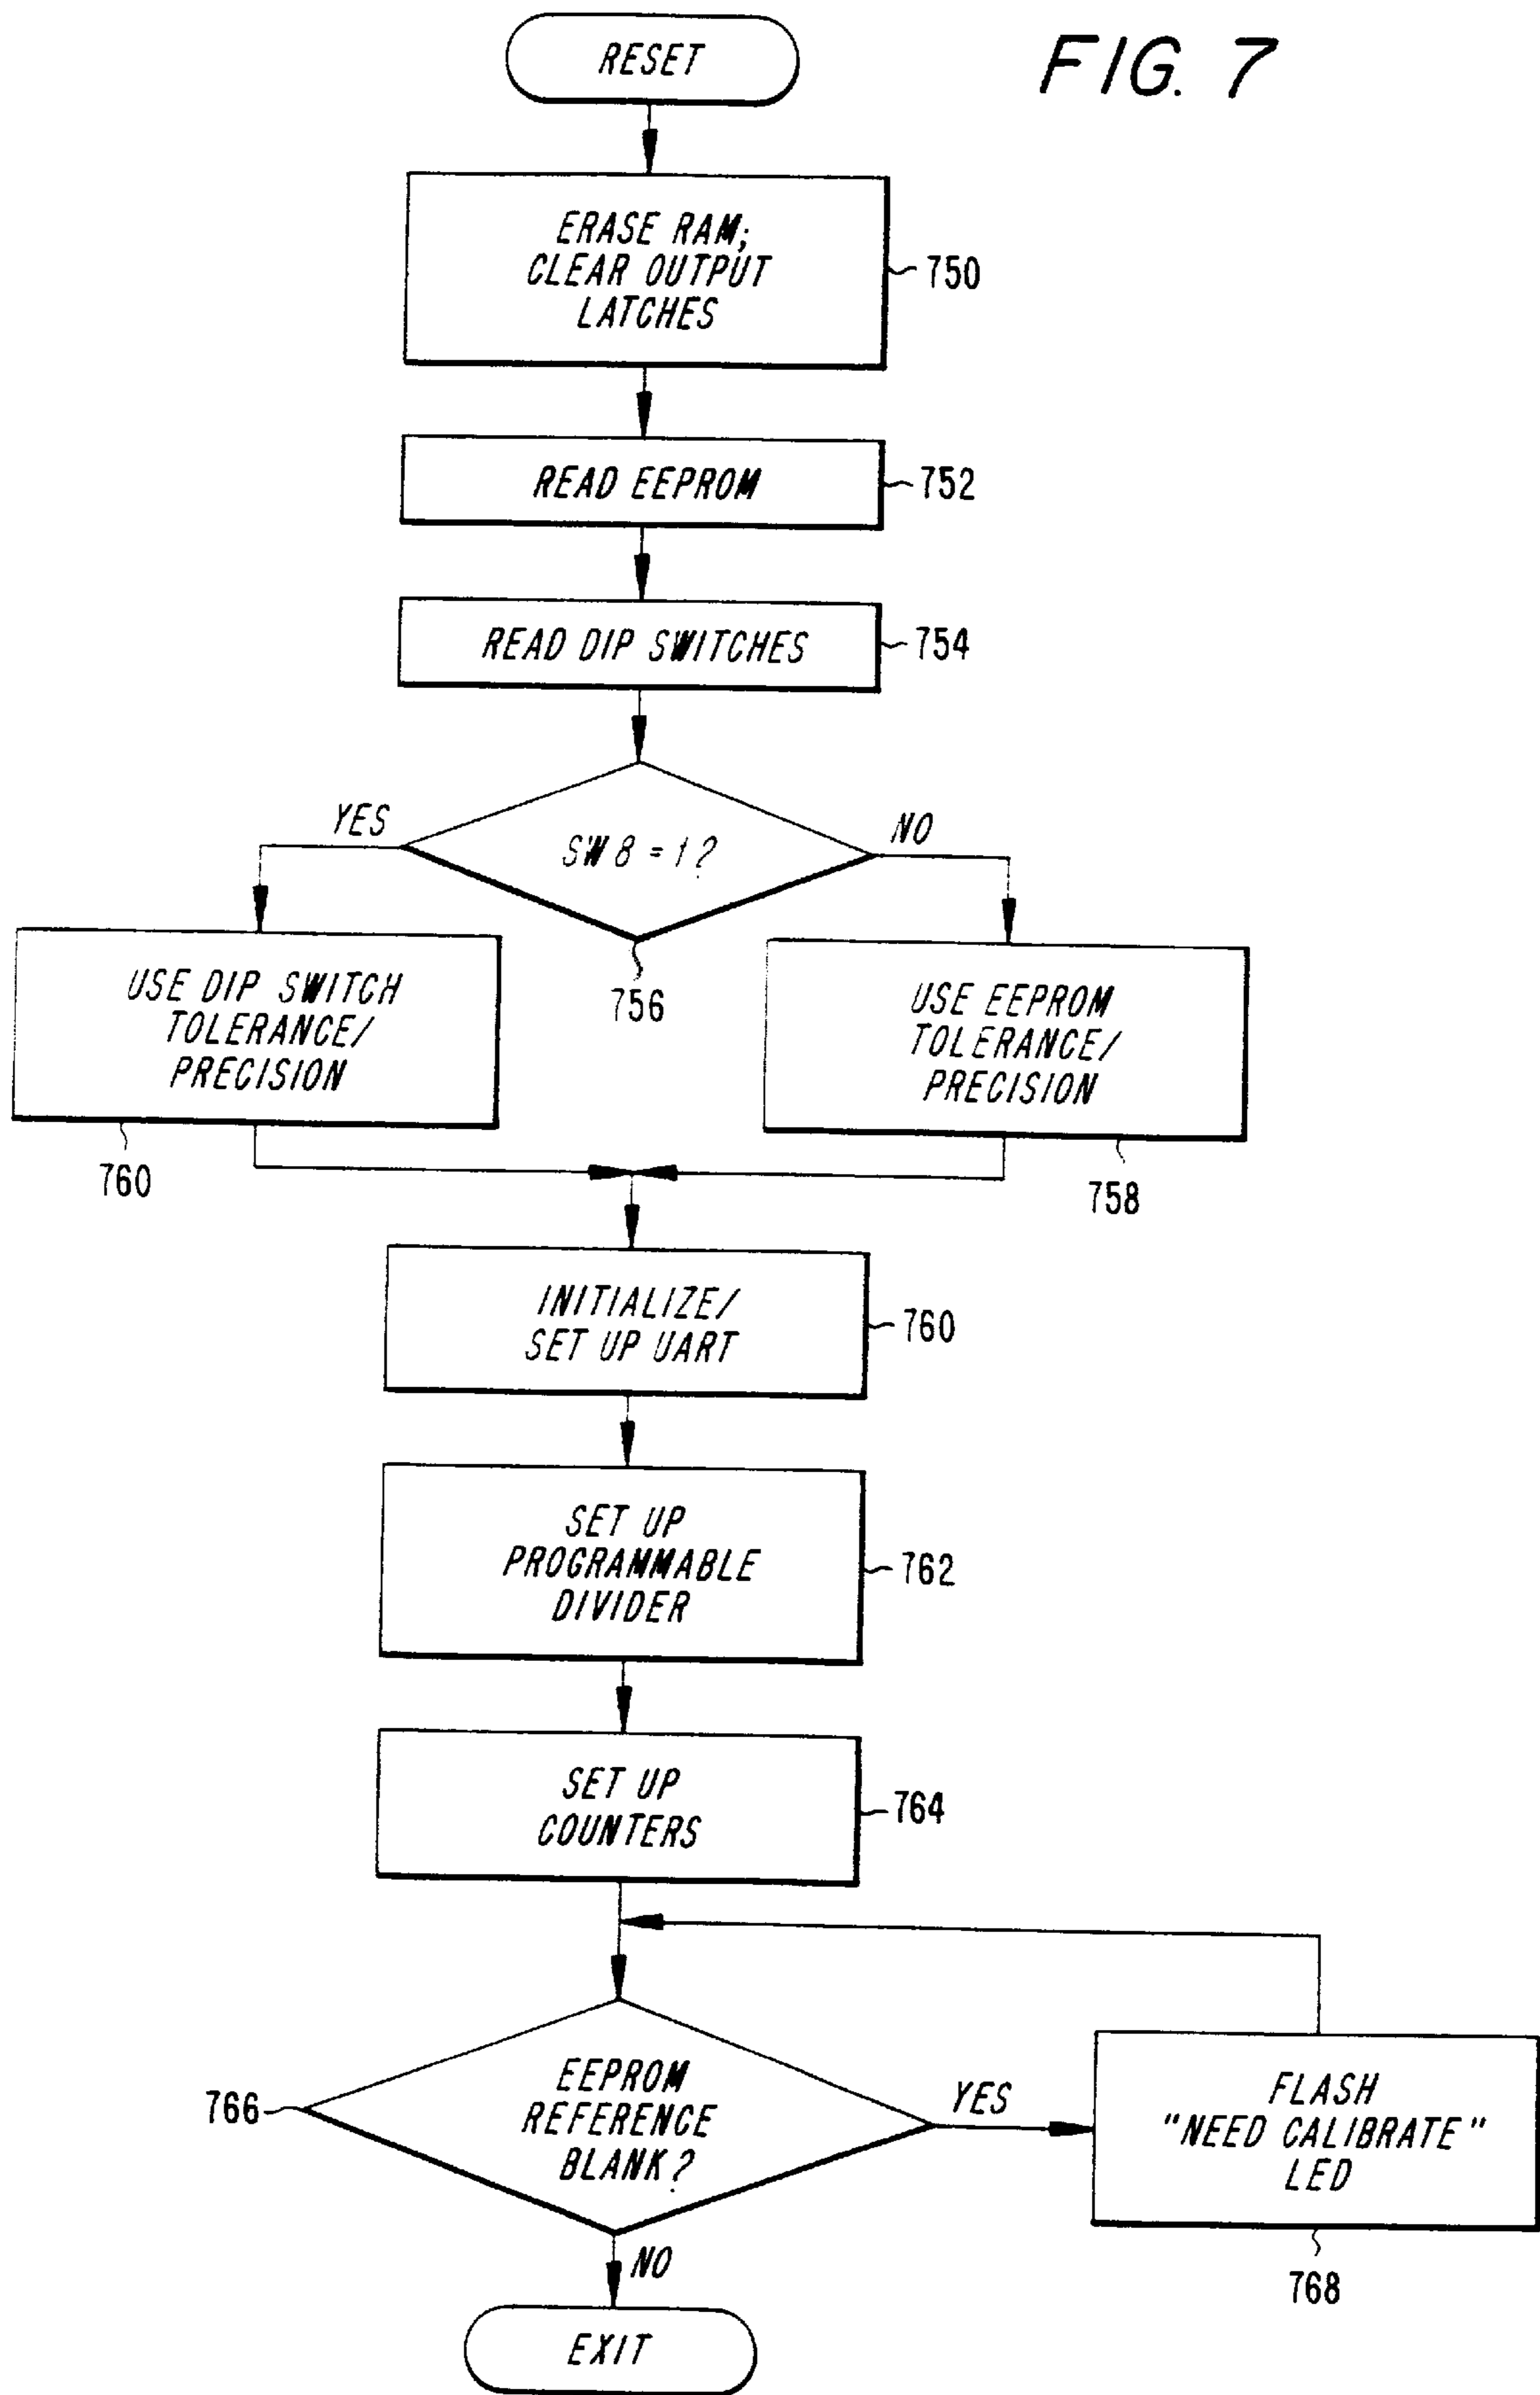 FIG. 7
RESET
ERASE RAM;
CLEAR OUTPUT
LATCHES
750
READ EEPROM
752
READ DIP SWITCHES
754
YES
SW 8 = 1?
NO
756
USE DIP SWITCH
TOLERANCE/
PRECISION
760
USE EEPROM
TOLERANCE/
PRECISION
758
INITIALIZE/
SET UP UART
760
SET UP
PROGRAMMABLE
DIVIDER
762
SET UP
COUNTERS
764
766
EEPROM
REFERENCE
BLANK?
YES
FLASH
"NEED CALIBRATE"
LED
768
NO
EXIT